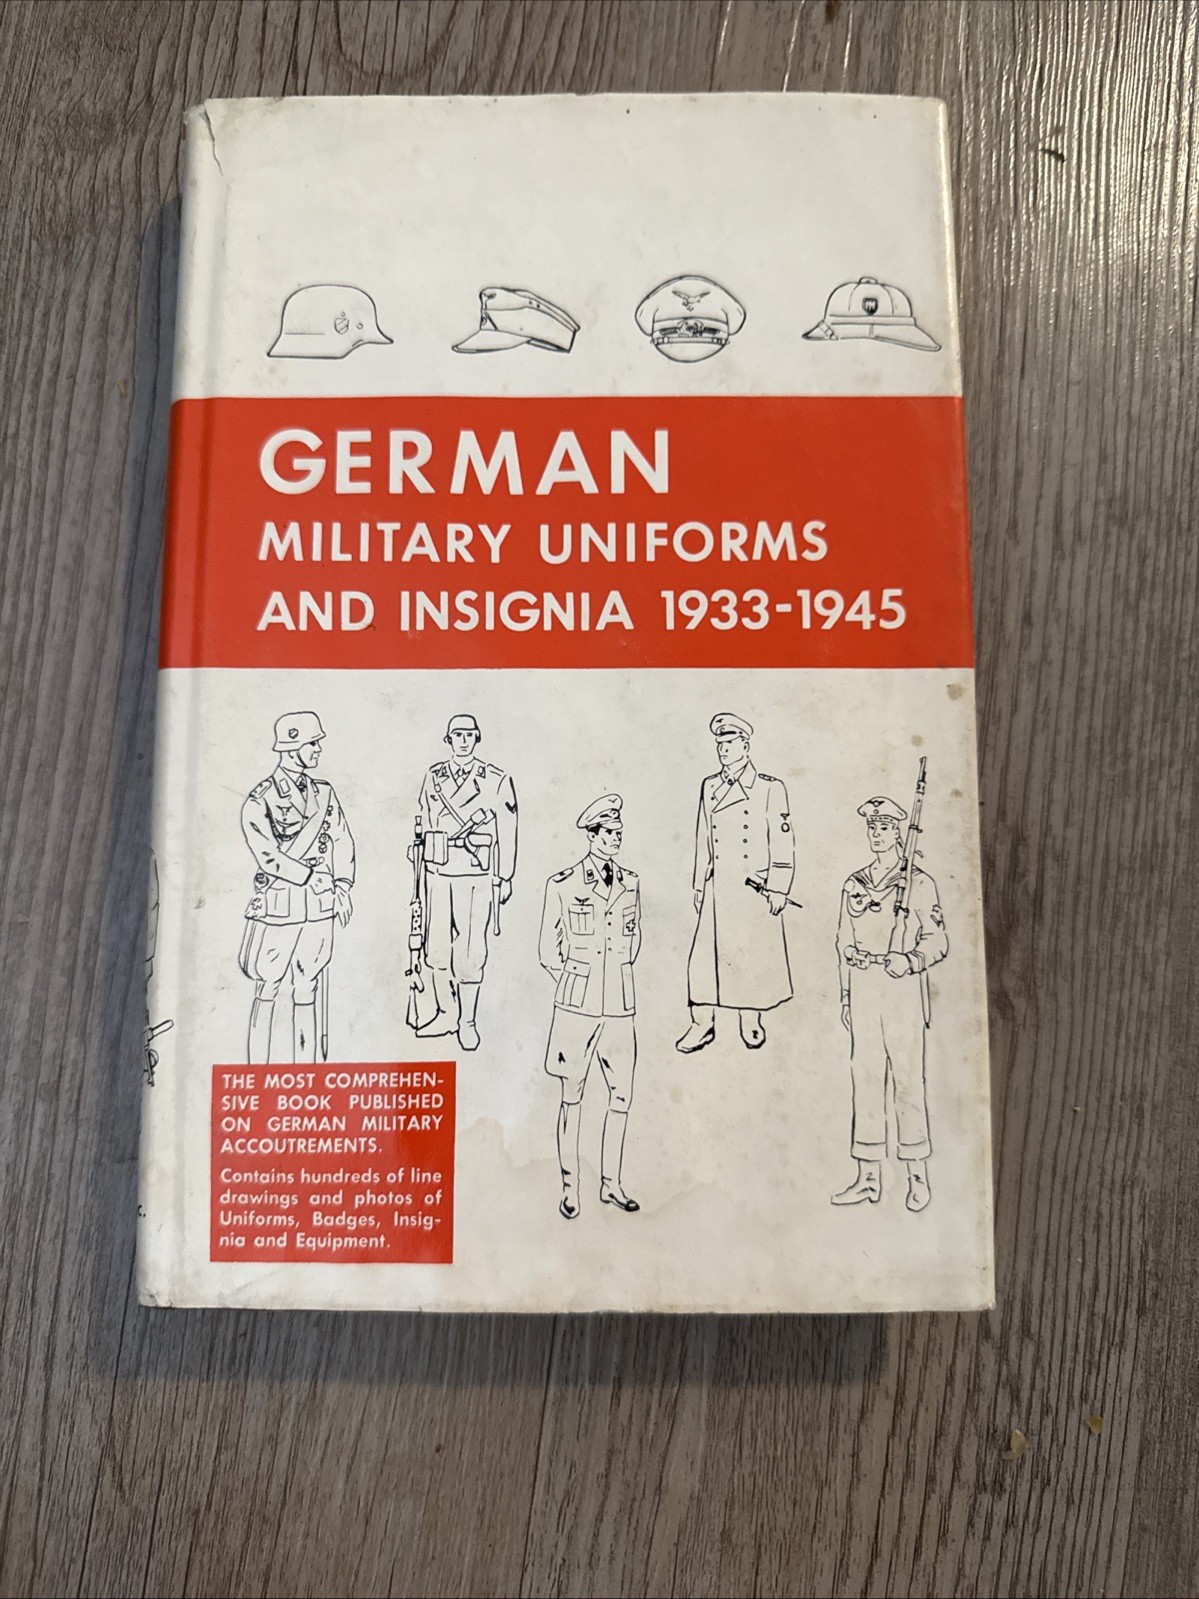 GERMAN
MILITARY UNIFORMS
AND INSIGNIA 1933-1945
THE MOST COMPREHEN-
SIVE BOOK PUBLISHED
ON GERMAN MILITARY
ACCOUTREMENTS.
Contains hundreds of line
drawings and photos of
Uniforms, Badges, Insig-
nia and Equipment.
c.